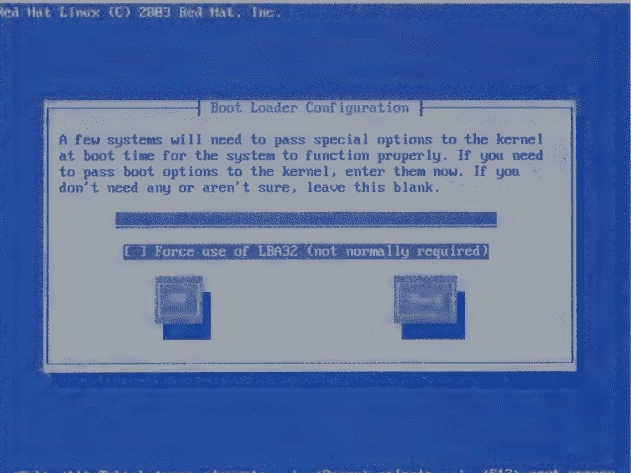 Red Hat Linux (C) 2003 Red Hat, Inc.
Boot Loader Configuration
A few systems will need to pass special options to the kernel
at boot time for the system to function properly. If you need
to pass boot options to the kernel, enter them now. If you
don't need any or aren't sure, leave this blank.
[ ] Force use of LBA32 (not normally required)